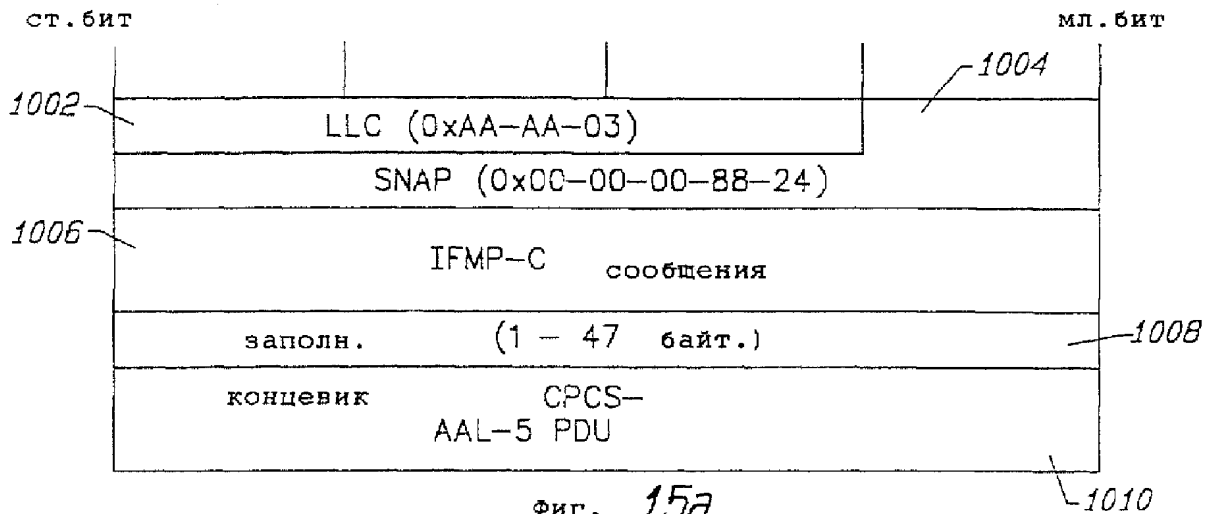 ст.бит мл.бит
1004
1002
LLC (0xAA-AA-03)
SNAP (0x00-00-00-88-24)
1006
IFMP-C сообщения
заполн. (1 - 47 байт.)
1008
концевик CPCS-
AAL-5 PDU
Фиг. 15а
1010